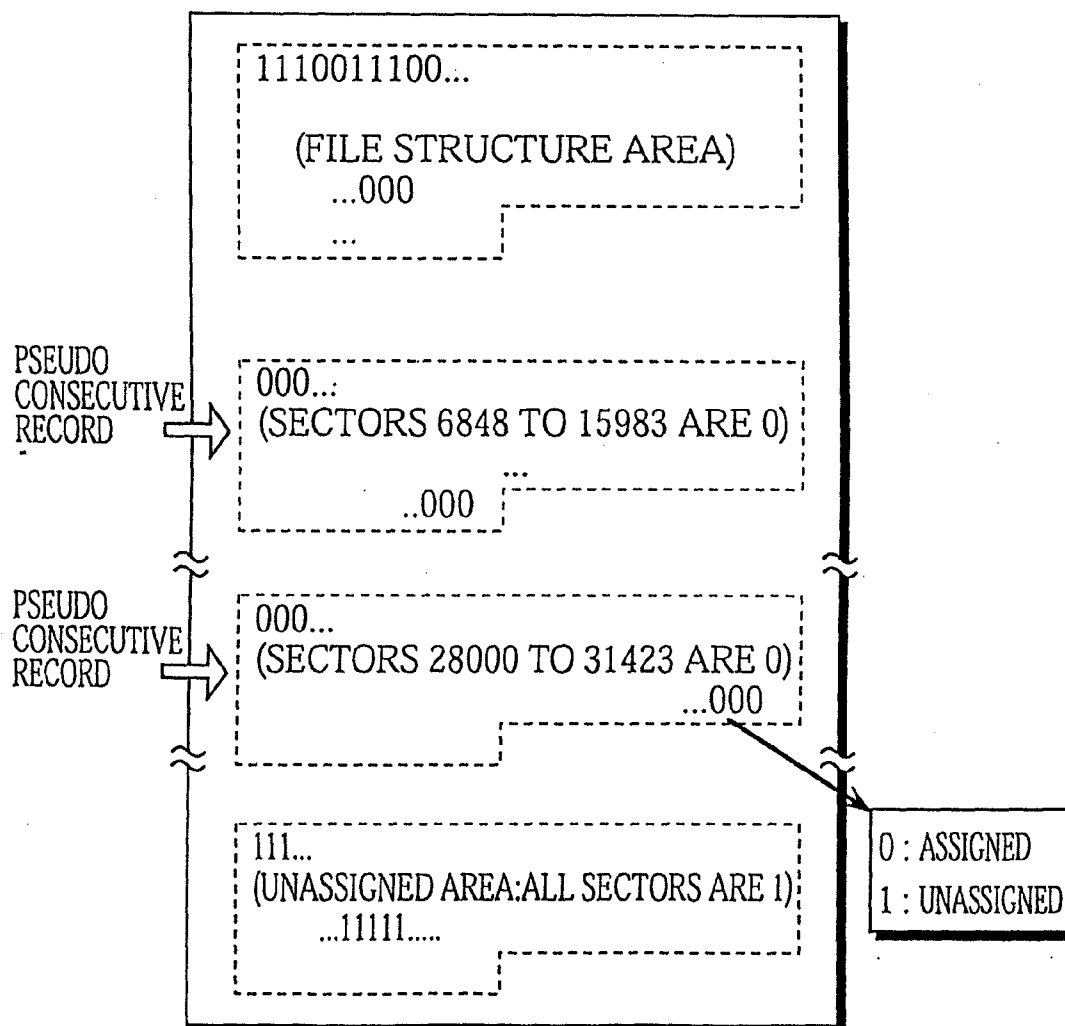 1110011100...
(FILE STRUCTURE AREA)
...000
...
PSEUDO
CONSECUTIVE
RECORD
000...
(SECTORS 6848 TO 15983 ARE 0)
...
..000
PSEUDO
CONSECUTIVE
RECORD
000...
(SECTORS 28000 TO 31423 ARE 0)
...000
0 : ASSIGNED
1 : UNASSIGNED
111...
(UNASSIGNED AREA:ALL SECTORS ARE 1)
...11111.....